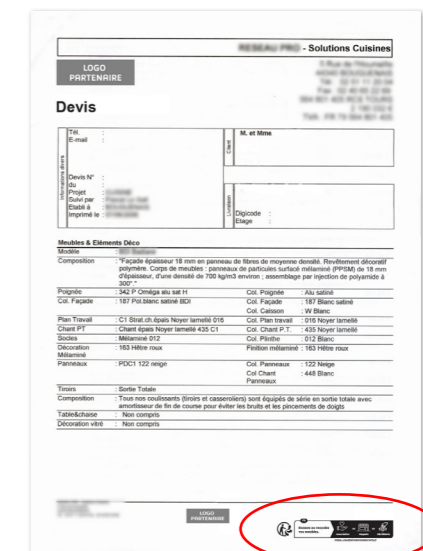 - Solutions Cuisines
LOGO
PARTENAIRE
Devis
Informations divers
Tél. :
E-mail :
Devis N° :
du :
Projet :
Suivi par :
Etabli à :
Imprimé le :
Client
M. et Mme
Livraison
Digicode :
Etage :
Meubles & Eléments Déco
Modèle :
Composition : "Façade épaisseur 18 mm en panneau de fibres de moyenne densité. Revêtement décoratif
polymère. Corps de meubles : panneaux de particules surfacé mélaminé (PPSM) de 18 mm
d'épaisseur, d'une densité de 700 kg/m3 environ ; assemblage par injection de polyamide à
300°."
Poignée : 342 P Oméga alu sat H Col. Poignée : Alu satiné
Col. Façade : 187 Pol.blanc satiné BDI Col. Façade : 187 Blanc satiné
Col. Caisson : W Blanc
Plan Travail : C1 Strat.ch.épais Noyer lamellé 016 Col. Plan travail : 016 Noyer lamellé
Chant PT : Chant épais Noyer lamellé 435 C1 Col. Chant P.T. : 435 Noyer lamellé
Socles : Mélaminé 012 Col. Plinthe : 012 Blanc
Décoration : 163 Hêtre roux Finition mélaminé : 163 Hêtre roux
Mélaminé
Panneaux : PDC1 122 neige Col. Panneaux : 122 Neige
Col Chant : 448 Blanc
Panneaux
Tiroirs : Sortie Totale
Composition : Tous nos coulissants (tiroirs et casseroliers) sont équipés de série en sortie totale avec
amortisseur de fin de course pour éviter les bruits et les pincements de doigts
Table&chaise : Non compris
Décoration vitré : Non compris
LOGO
PARTENAIRE